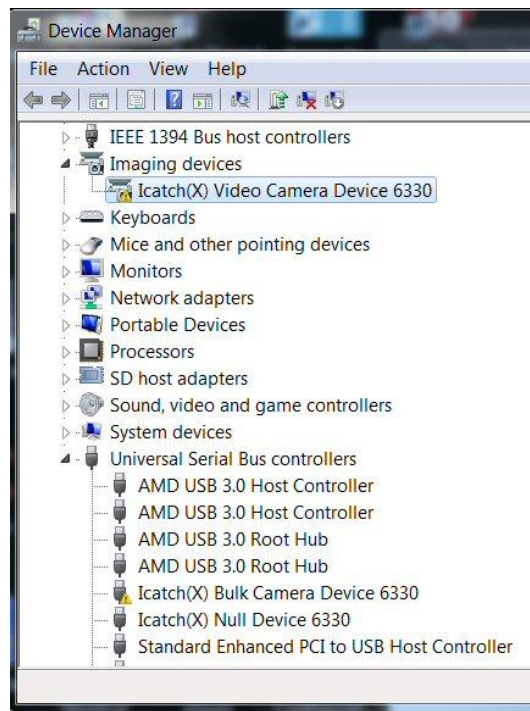 Device Manager
File Action View Help
IEEE 1394 Bus host controllers
Imaging devices
Icatch(X) Video Camera Device 6330
Keyboards
Mice and other pointing devices
Monitors
Network adapters
Portable Devices
Processors
SD host adapters
Sound, video and game controllers
System devices
Universal Serial Bus controllers
AMD USB 3.0 Host Controller
AMD USB 3.0 Host Controller
AMD USB 3.0 Root Hub
AMD USB 3.0 Root Hub
Icatch(X) Bulk Camera Device 6330
Icatch(X) Null Device 6330
Standard Enhanced PCI to USB Host Controller